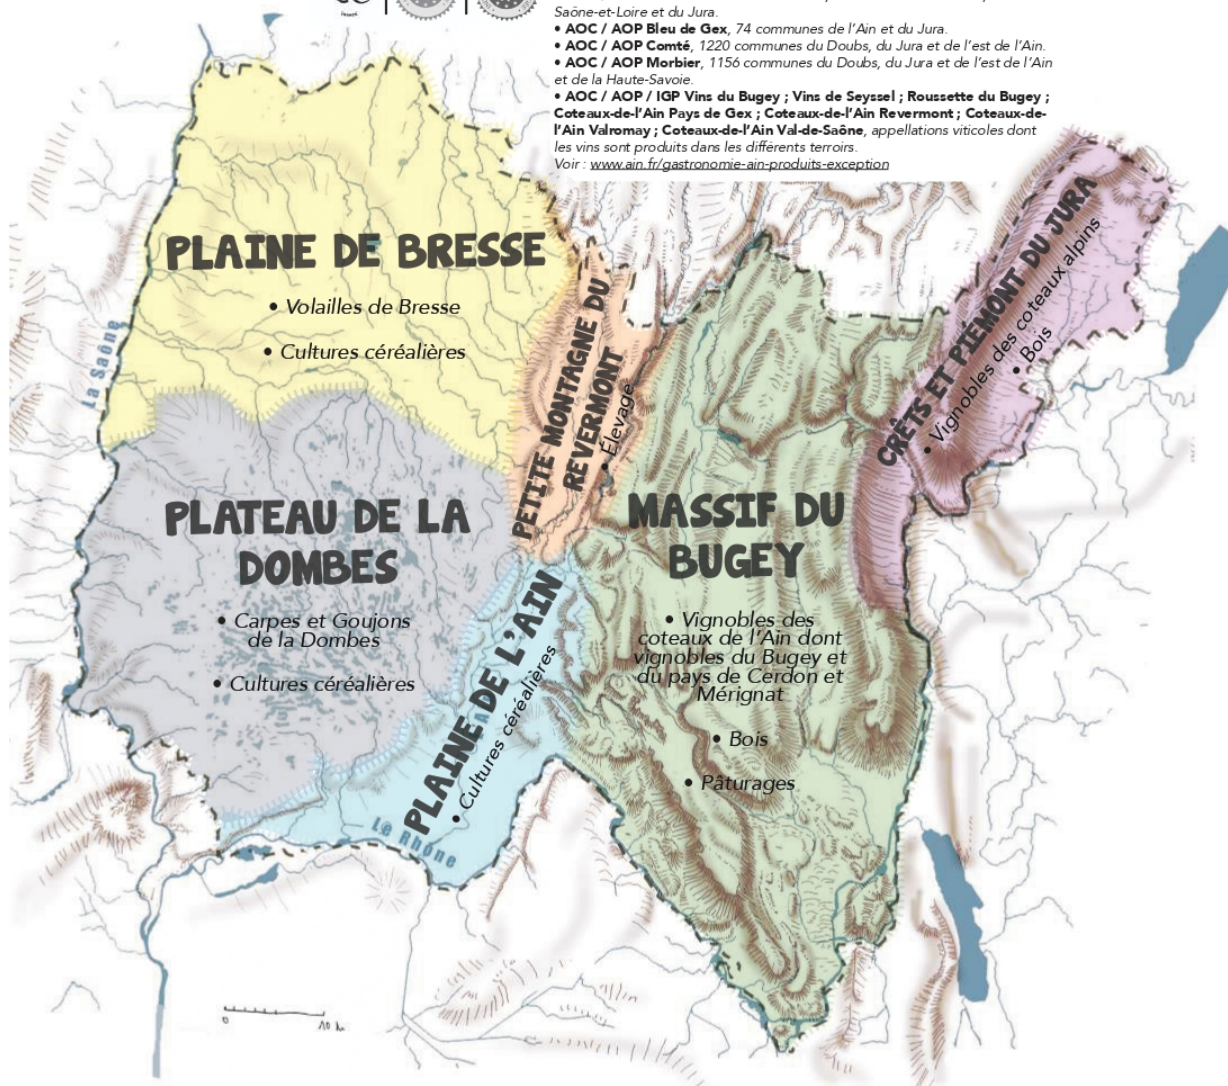 Saône-et-Loire et du Jura.
• AOC / AOP Bleu de Gex, 74 communes de l'Ain et du Jura.
• AOC / AOP Comté, 1220 communes du Doubs, du Jura et de l'est de l'Ain.
• AOC / AOP Morbier, 1156 communes du Doubs, du Jura et de l'est de l'Ain
et de la Haute-Savoie.
• AOC / AOP / IGP Vins du Bugey ; Vins de Seyssel ; Roussette du Bugey ;
Coteaux-de-l'Ain Pays de Gex ; Coteaux-de-l'Ain Revermont ; Coteaux-de-
l'Ain Valromay ; Coteaux-de-l'Ain Val-de-Saône, appellations viticoles dont
les vins sont produits dans les différents terroirs.
Voir : www.ain.fr/gastronomie-ain-produits-exception
PLAINE DE BRESSE
• Volailles de Bresse
• Cultures céréalières
La Saône
PETITE MONTAGNE DU
REVERMONT
• Élevage
CRÊTS ET PIÉMONT DU JURA
• Vignobles des coteaux alpins
• Bois
PLATEAU DE LA
DOMBES
• Carpes et Goujons
de la Dombes
• Cultures céréalières
MASSIF DU
BUGEY
• Vignobles des
coteaux de l'Ain dont
vignobles du Bugey et
du pays de Cerdon et
Mérignat
• Bois
• Pâturages
PLAINE DE L'AIN
• Cultures céréalières
Le Rhône
0 10 k